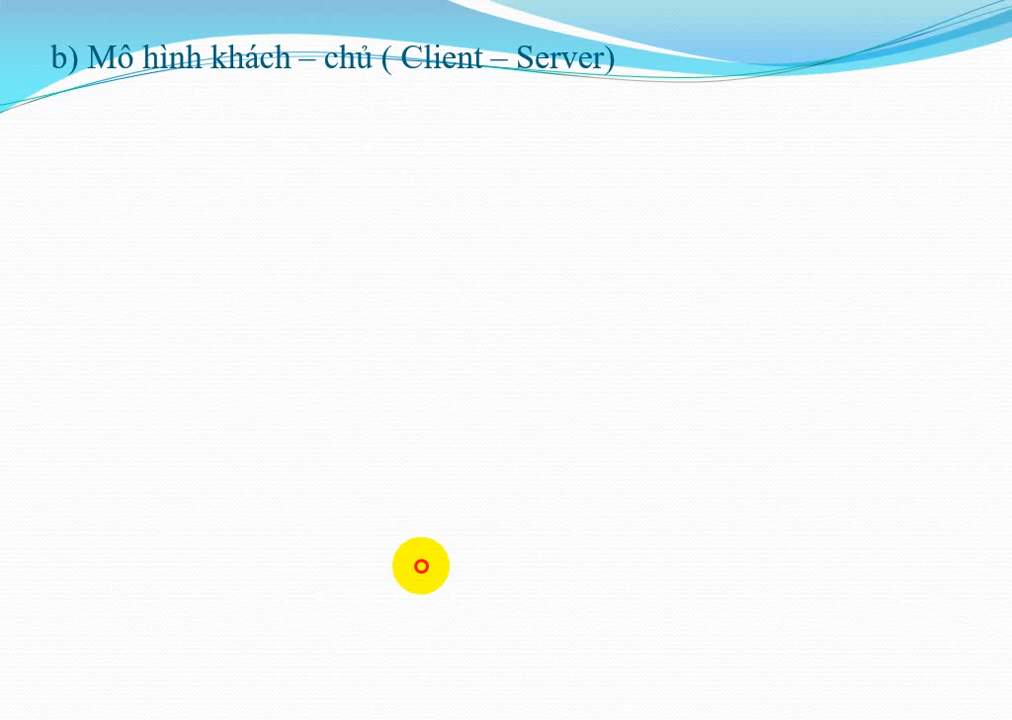 b) Mô hình khách – chủ ( Client – Server)